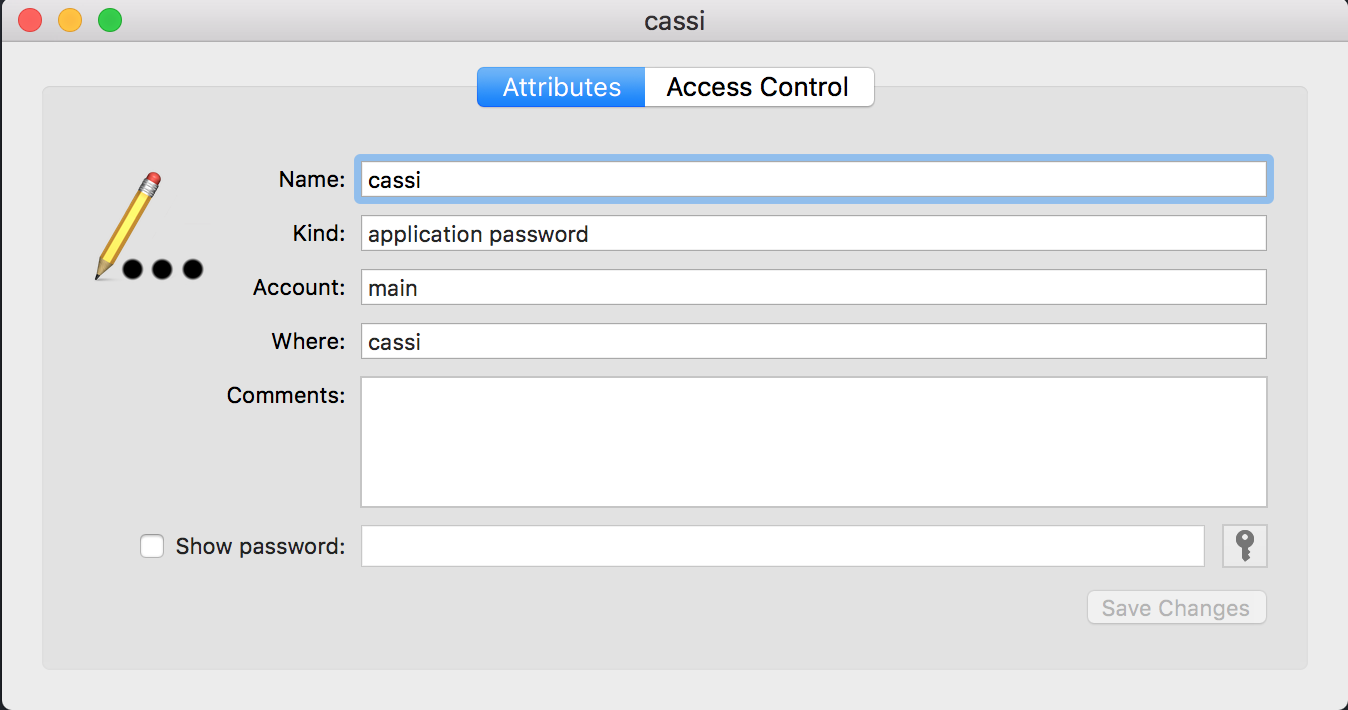 cassi
Attributes Access Control
Name: cassi
Kind: application password
Account: main
Where: cassi
Comments:
Show password:
Save Changes